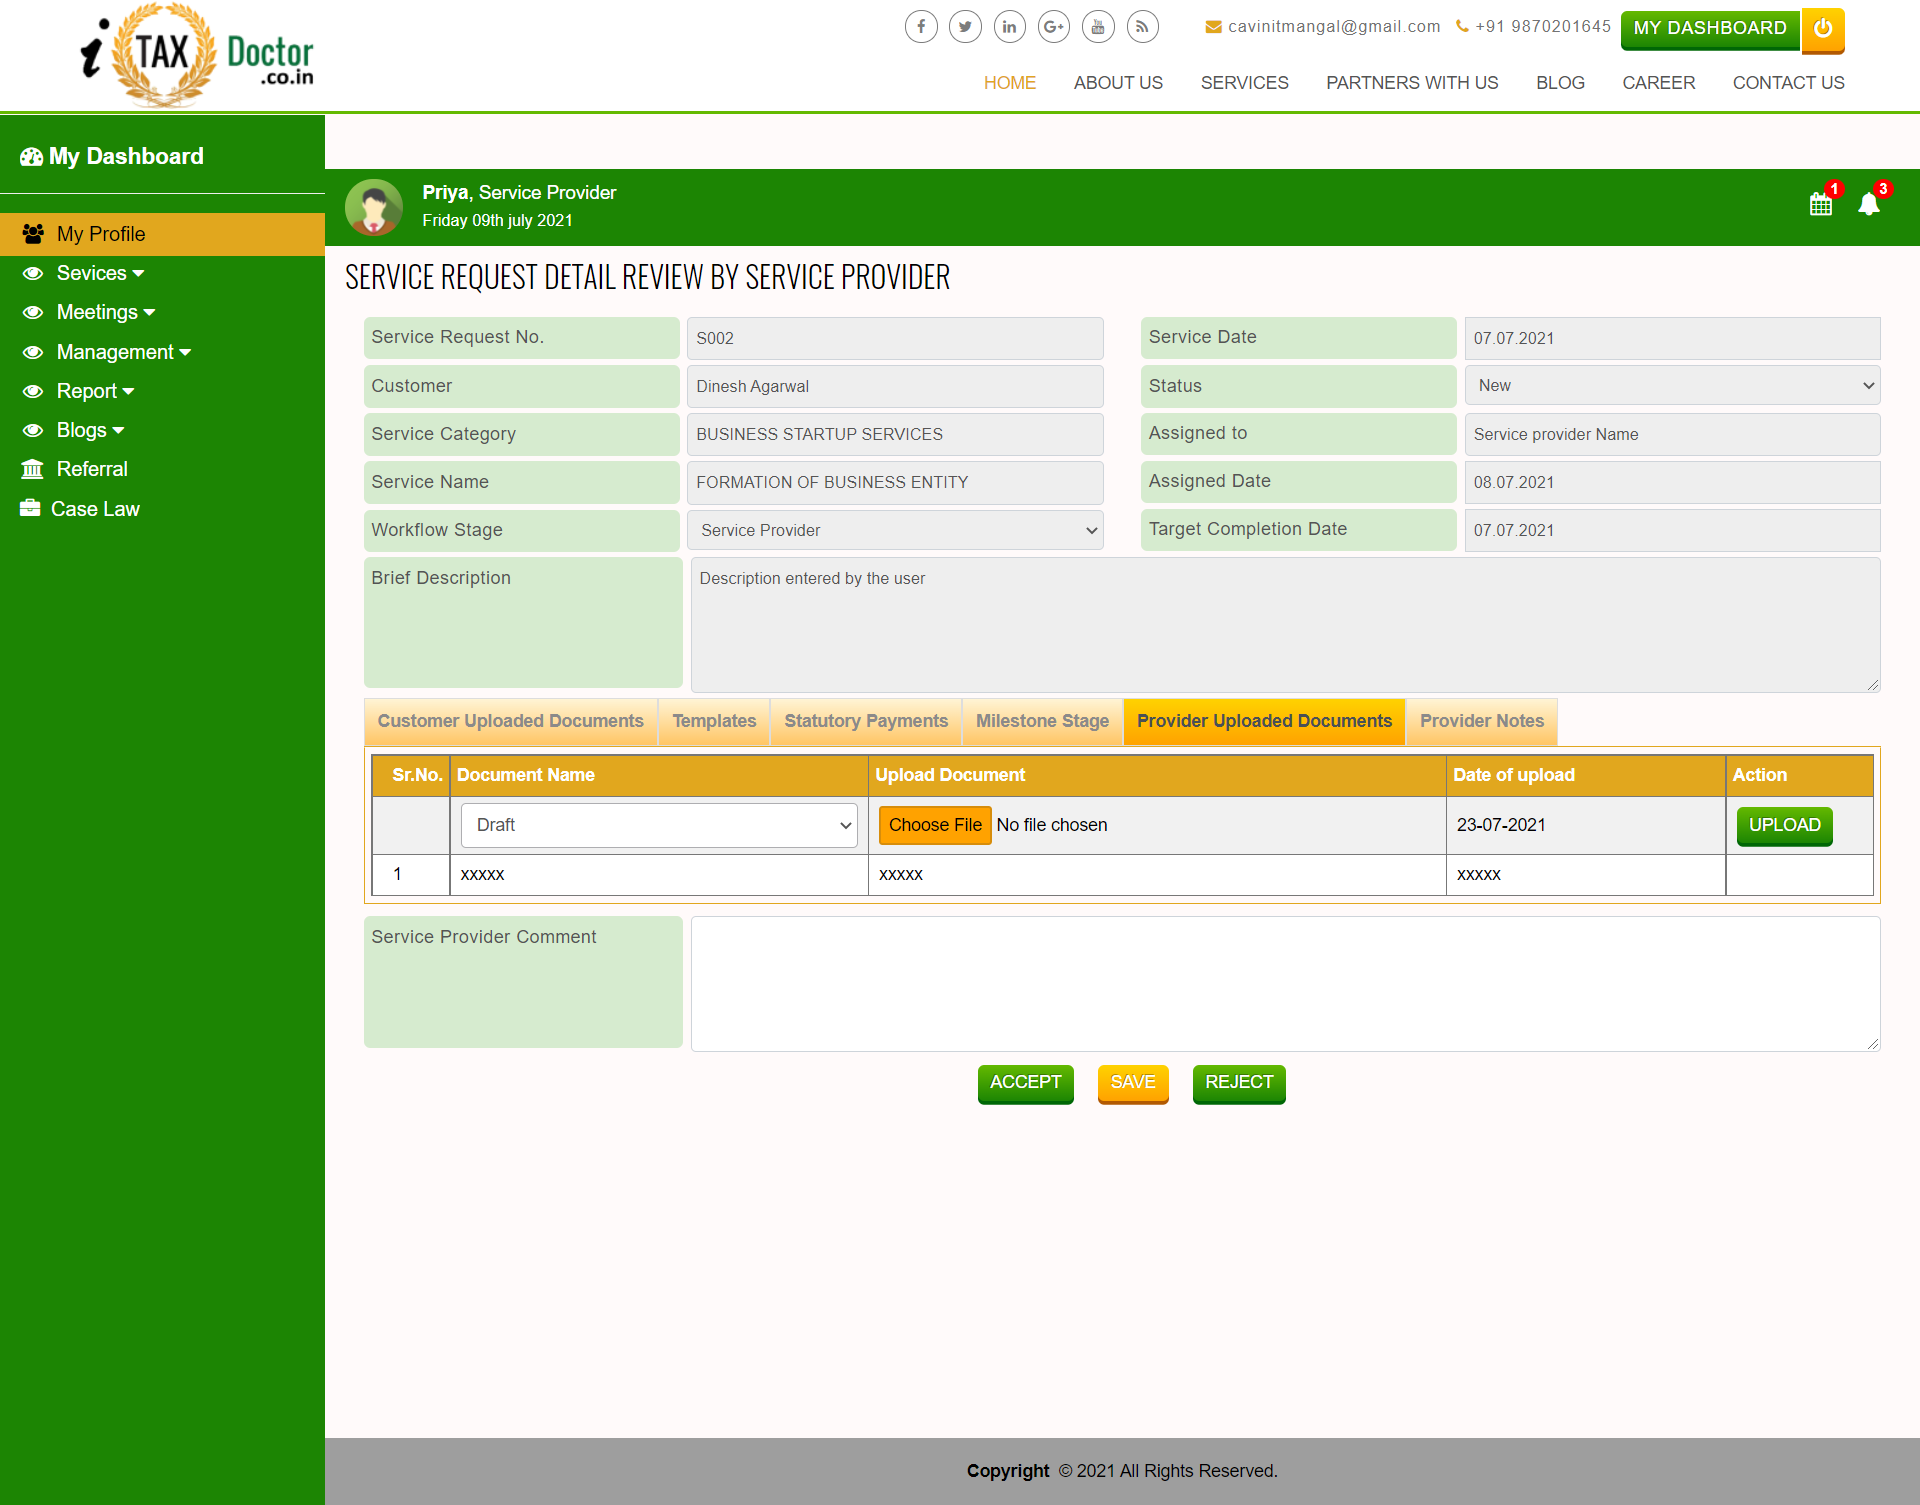 i TAX Doctor .co.in
cavinitmangal@gmail.com +91 9870201645 MY DASHBOARD
HOME ABOUT US SERVICES PARTNERS WITH US BLOG CAREER CONTACT US
My Dashboard
My Profile
Sevices
Meetings
Management
Report
Blogs
Referral
Case Law
Priya, Service Provider
Friday 09th july 2021
1 3
SERVICE REQUEST DETAIL REVIEW BY SERVICE PROVIDER
Service Request No. S002 Service Date 07.07.2021
Customer Dinesh Agarwal Status New
Service Category BUSINESS STARTUP SERVICES Assigned to Service provider Name
Service Name FORMATION OF BUSINESS ENTITY Assigned Date 08.07.2021
Workflow Stage Service Provider Target Completion Date 07.07.2021
Brief Description Description entered by the user
Customer Uploaded Documents Templates Statutory Payments Milestone Stage Provider Uploaded Documents Provider Notes
Sr.No. Document Name Upload Document Date of upload Action
Draft Choose File No file chosen 23-07-2021 UPLOAD
1 xxxxx xxxxx xxxxx
Service Provider Comment
ACCEPT SAVE REJECT
Copyright © 2021 All Rights Reserved.